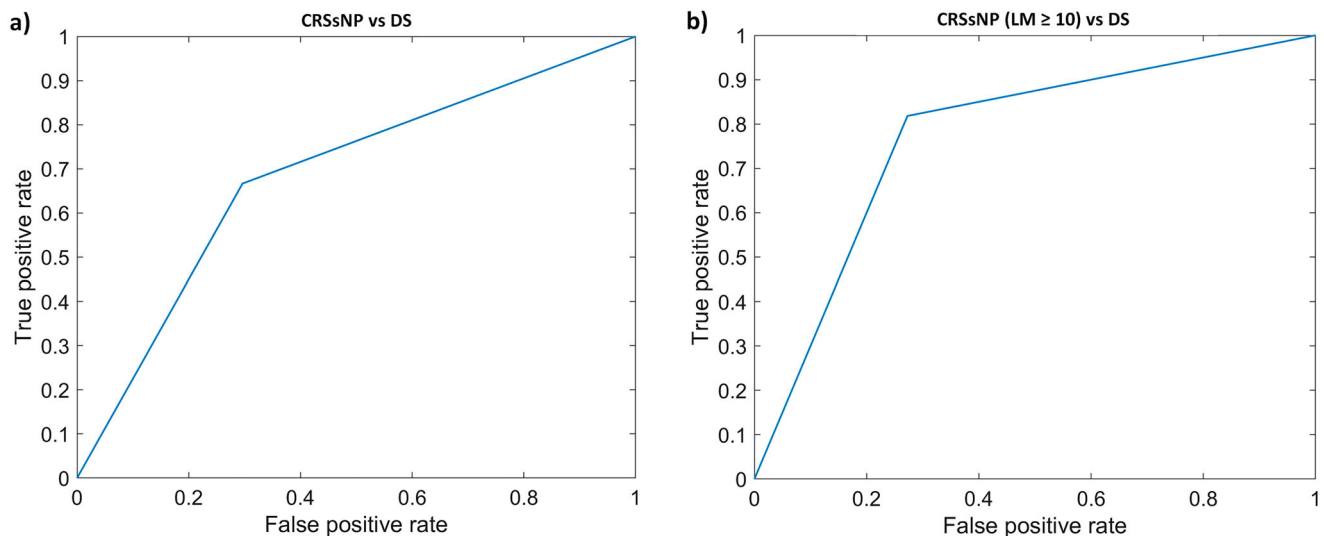 a)
CRSsNP vs DS
1
0.9
0.8
0.7
0.6
0.5
0.4
0.3
0.2
0.1
0
True positive rate
0 0.2 0.4 0.6 0.8 1
False positive rate
b)
CRSsNP (LM ≥ 10) vs DS
1
0.9
0.8
0.7
0.6
0.5
0.4
0.3
0.2
0.1
0
True positive rate
0 0.2 0.4 0.6 0.8 1
False positive rate